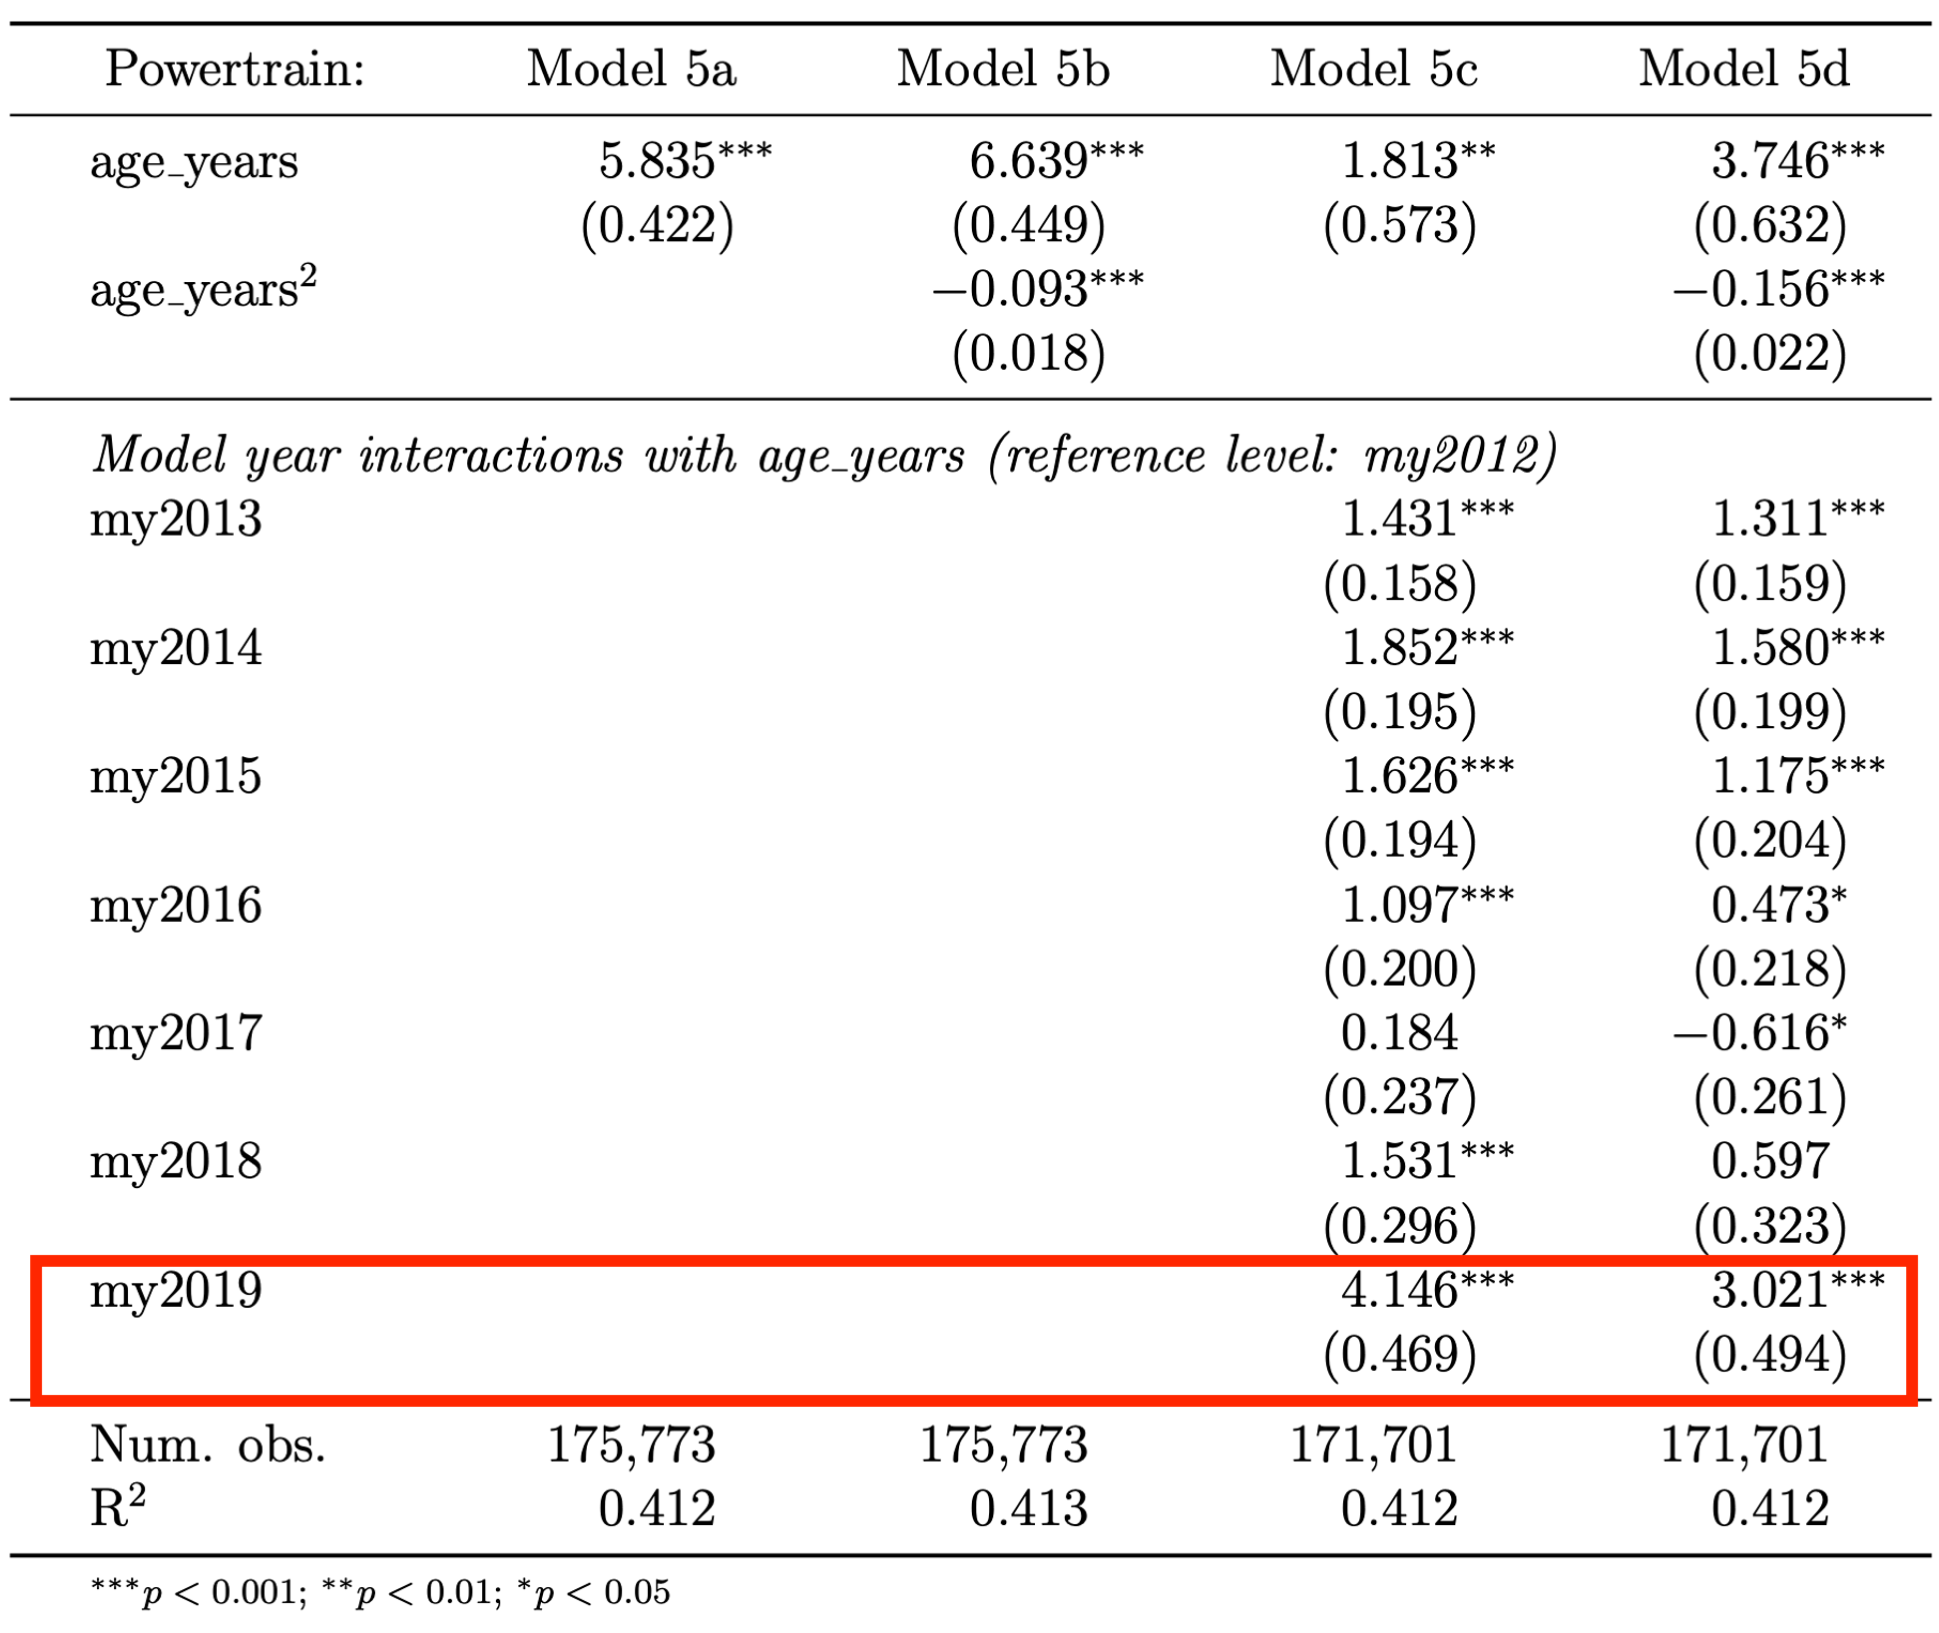 Powertrain: Model 5a Model 5b Model 5c Model 5d
age_years 5.835*** 6.639*** 1.813** 3.746***
(0.422) (0.449) (0.573) (0.632)
age_years² −0.093*** −0.156***
(0.018) (0.022)
Model year interactions with age_years (reference level: my2012)
my2013 1.431*** 1.311***
(0.158) (0.159)
my2014 1.852*** 1.580***
(0.195) (0.199)
my2015 1.626*** 1.175***
(0.194) (0.204)
my2016 1.097*** 0.473*
(0.200) (0.218)
my2017 0.184 −0.616*
(0.237) (0.261)
my2018 1.531*** 0.597
(0.296) (0.323)
my2019 4.146*** 3.021***
(0.469) (0.494)
Num. obs. 175,773 175,773 171,701 171,701
R² 0.412 0.413 0.412 0.412
***p < 0.001; **p < 0.01; *p < 0.05